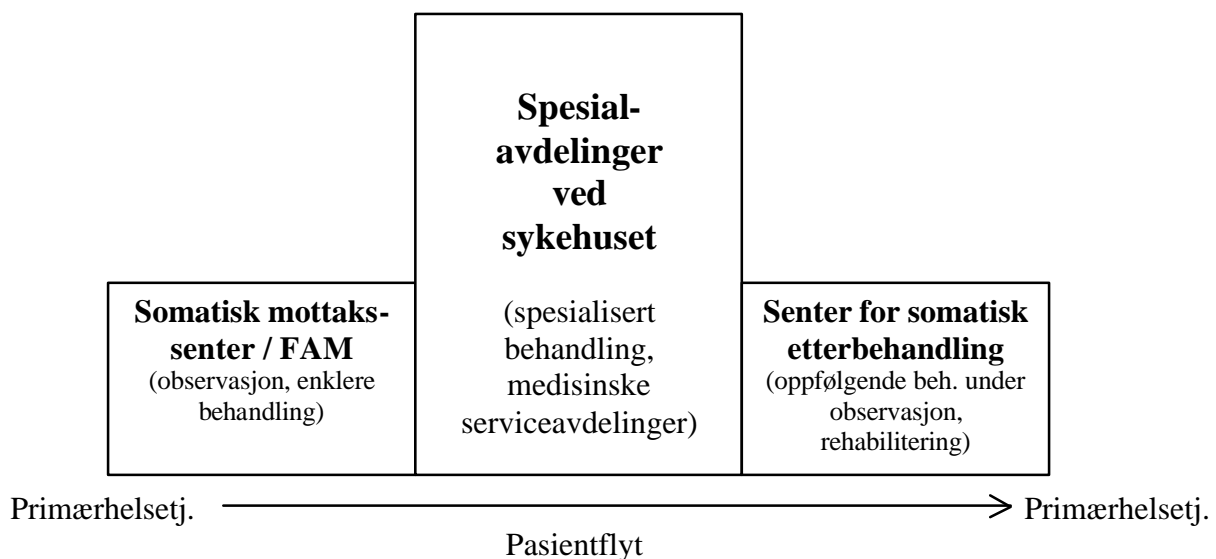 Spesial-
avdelinger
ved
sykehuset
(spesialisert
behandling,
medisinske
serviceavdelinger)
Somatisk mottaks-
senter / FAM
(observasjon, enklere
behandling)
Senter for somatisk
etterbehandling
(oppfølgende beh. under
observasjon,
rehabilitering)
Primærhelsetj.
Primærhelsetj.
Pasientflyt